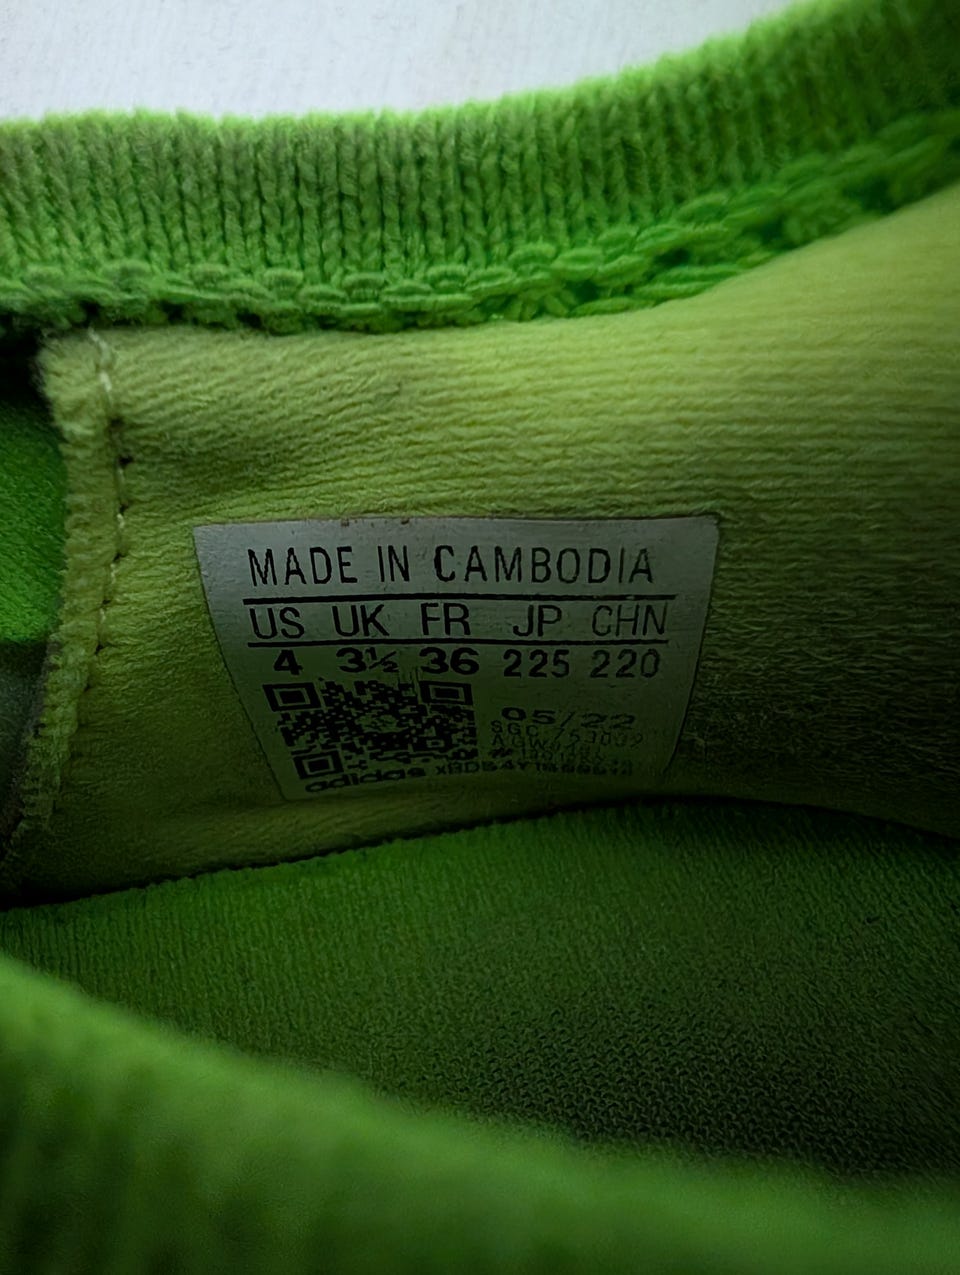 MADE IN CAMBODIA
US UK FR JP CHN
4 3½ 36 225 220
05/22
adidas